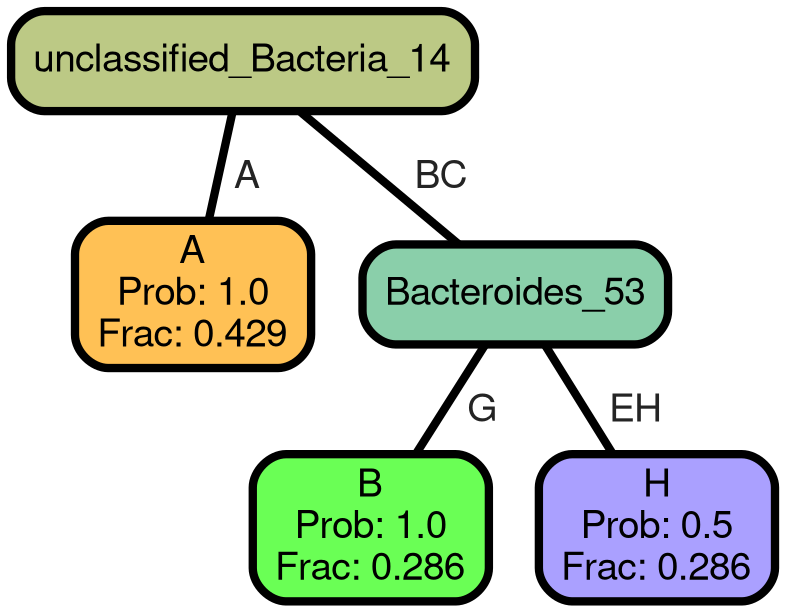 unclassified_Bacteria_14
A
BC
A
Prob: 1.0
Frac: 0.429
Bacteroides_53
G
EH
B
Prob: 1.0
Frac: 0.286
H
Prob: 0.5
Frac: 0.286